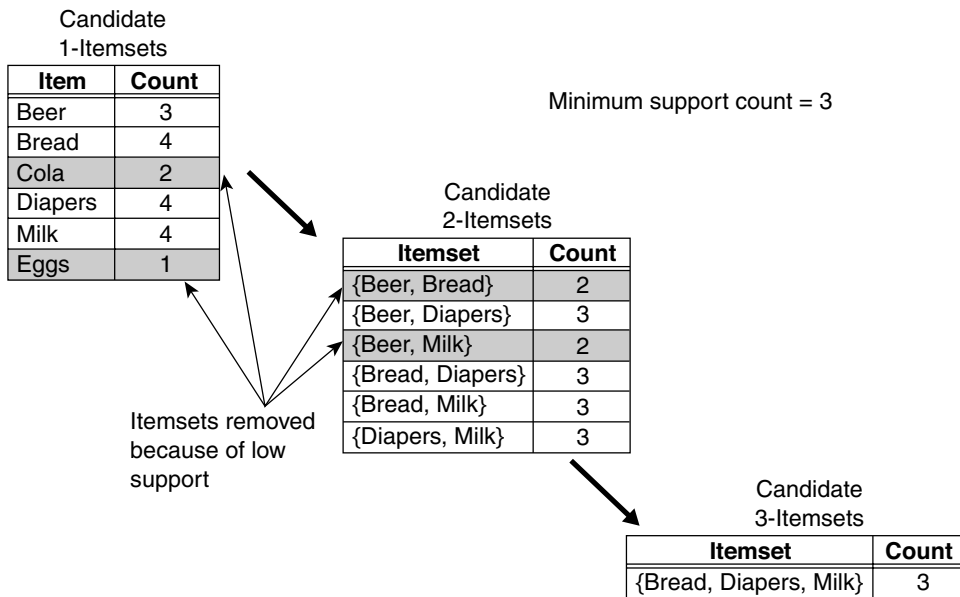 Candidate
1-Itemsets
Item Count
Beer 3
Bread 4
Cola 2
Diapers 4
Milk 4
Eggs 1
Minimum support count = 3
Candidate
2-Itemsets
Itemset Count
{Beer, Bread} 2
{Beer, Diapers} 3
{Beer, Milk} 2
{Bread, Diapers} 3
{Bread, Milk} 3
{Diapers, Milk} 3
Itemsets removed
because of low
support
Candidate
3-Itemsets
Itemset Count
{Bread, Diapers, Milk} 3